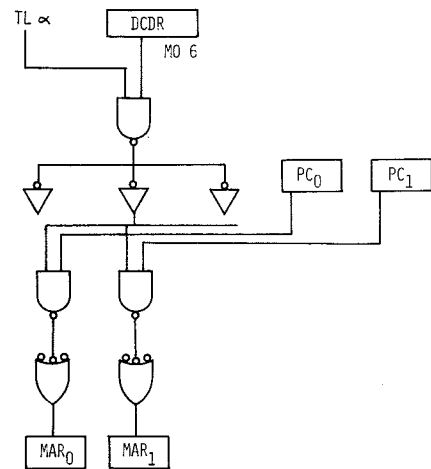 TL ∝
DCDR
MO 6
PC₀
PC₁
MAR₀
MAR₁